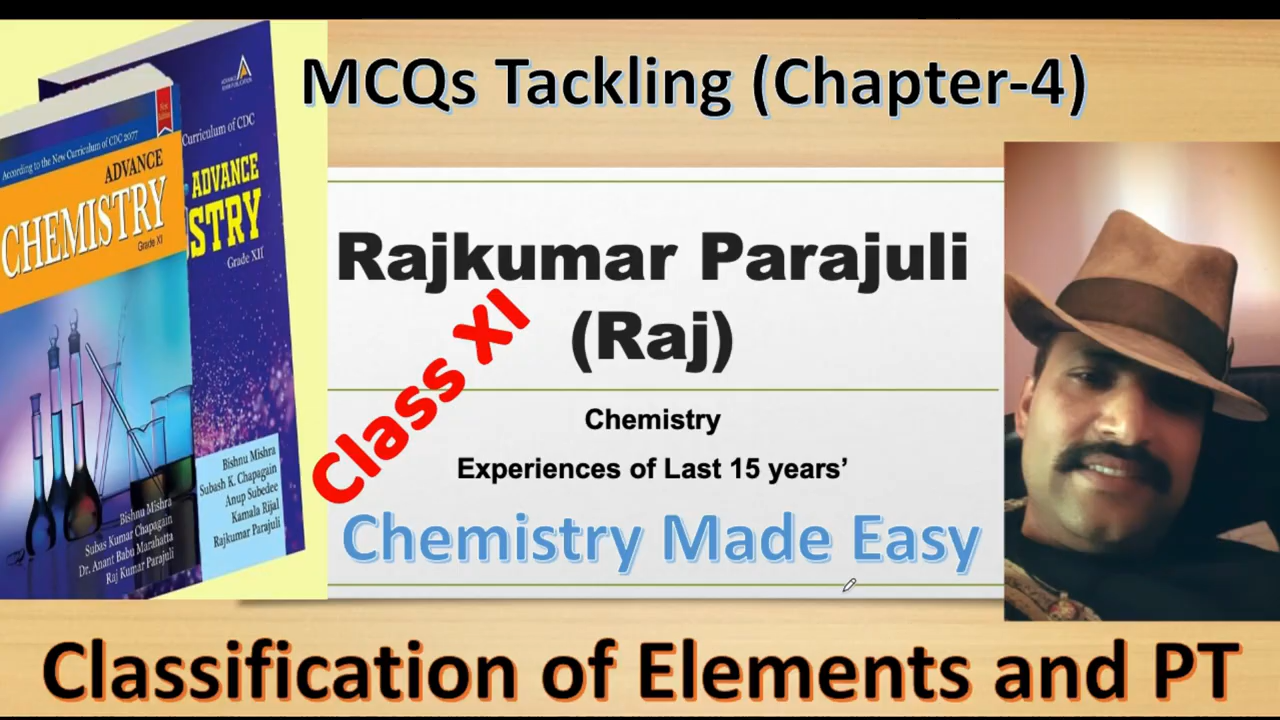 MCQs Tackling (Chapter-4)
According to the New Curriculum of CDC 2077
ADVANCE
CHEMISTRY
Grade XI
Bishnu Mishra
Subas Kumar Chapagain
Dr. Anant Babu Marahatta
Raj Kumar Parajuli
Curriculum of CDC
ADVANCE
STRY
Grade XII
Bishnu Mishra
Subash K. Chapagain
Anup Subedee
Kamala Rijal
Rajkumar Parajuli
Rajkumar Parajuli
(Raj)
Class XI
Chemistry
Experiences of Last 15 years’
Chemistry Made Easy
Classification of Elements and PT